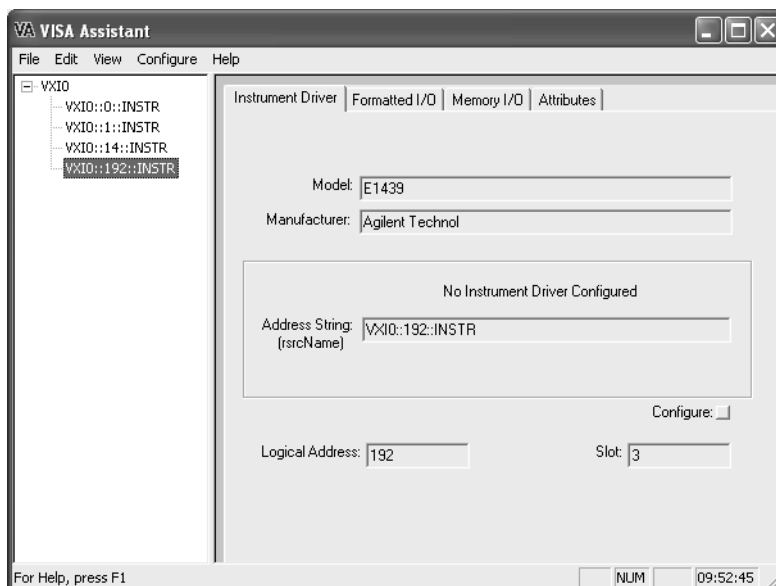 VA VISA Assistant
File Edit View Configure Help
VXI0
VXI0::0::INSTR
VXI0::1::INSTR
VXI0::14::INSTR
VXI0::192::INSTR
Instrument Driver Formatted I/O Memory I/O Attributes
Model: E1439
Manufacturer: Agilent Technol
No Instrument Driver Configured
Address String: VXI0::192::INSTR
(rsrcName)
Configure:
Logical Address: 192 Slot: 3
For Help, press F1 NUM 09:52:45